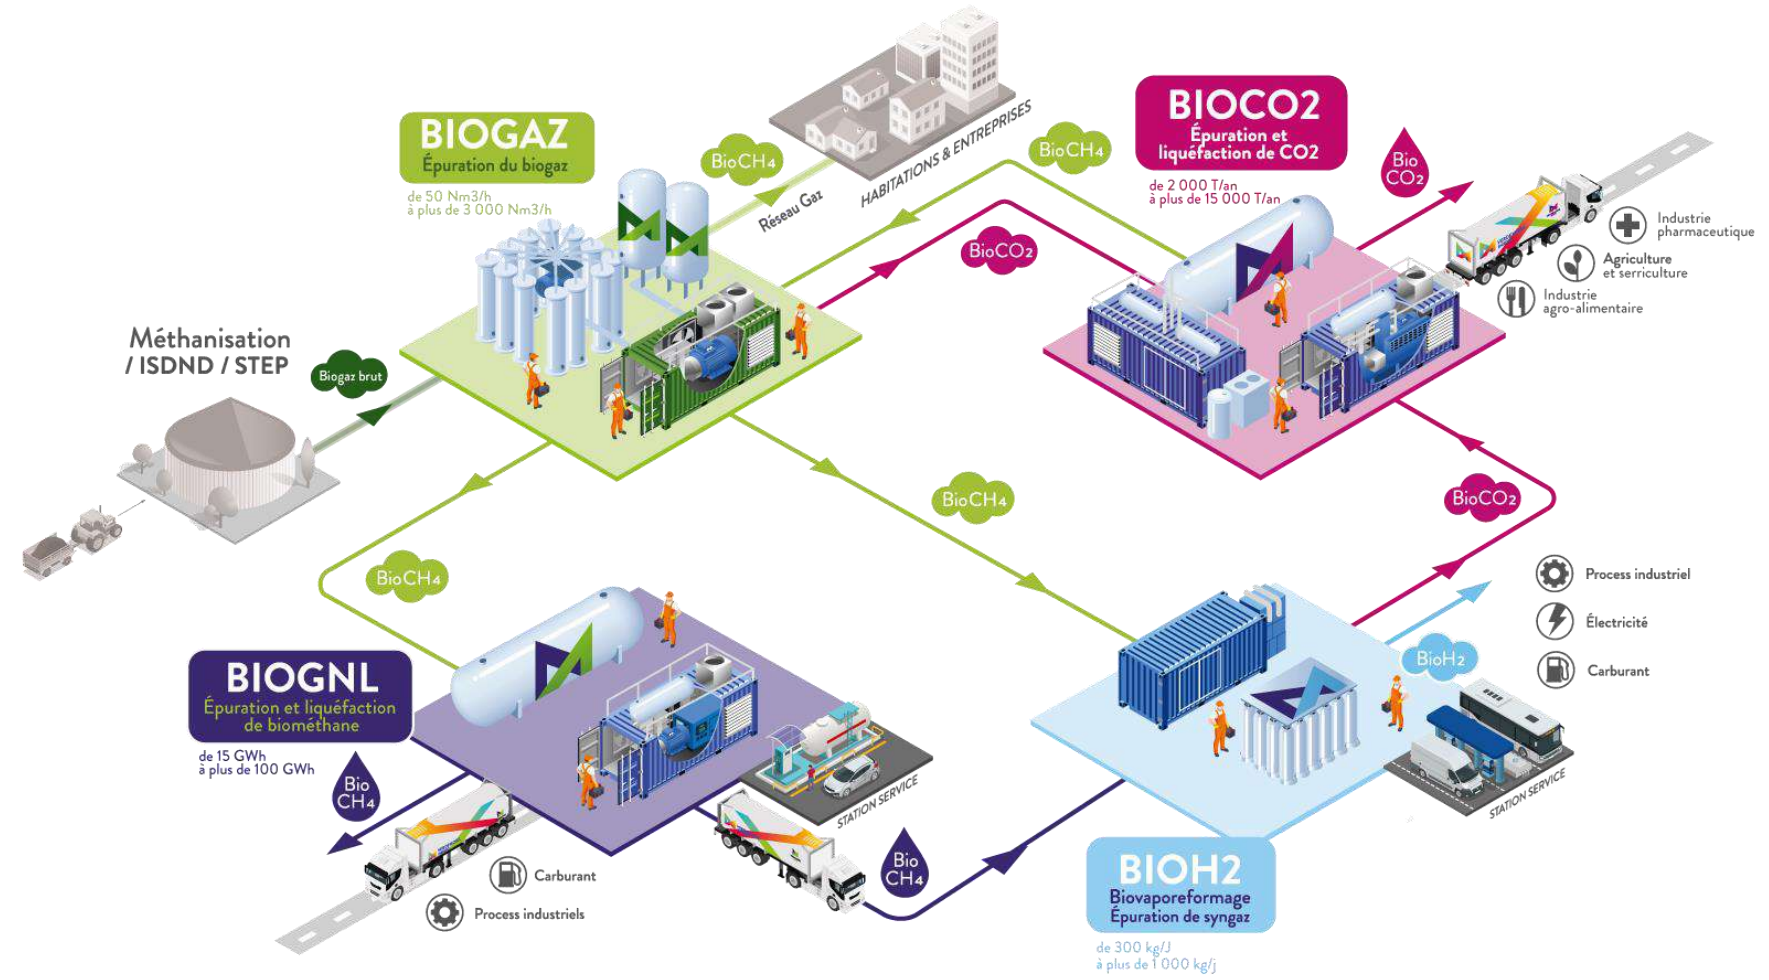 BIOGAZ
Épuration du biogaz
de 50 Nm3/h
à plus de 3 000 Nm3/h
BioCH4
Réseau Gaz
HABITATIONS & ENTREPRISES
BioCH4
BioCO2
BIOCO2
Épuration et
liquéfaction de CO2
de 2 000 T/an
à plus de 15 000 T/an
Bio
CO2
Industrie
pharmaceutique
Agriculture
et serriculture
Industrie
agro-alimentaire
Méthanisation
/ ISDND / STEP
Biogaz brut
BioCH4
BioCH4
BioCO2
BIOGNL
Épuration et liquéfaction
de biométhane
de 15 GWh
à plus de 100 GWh
Bio
CH4
STATION SERVICE
Carburant
Process industriels
Bio
CH4
BioH2
Process industriel
Électricité
Carburant
STATION SERVICE
BIOH2
Biovaporeformage
Épuration de syngaz
de 300 kg/J
à plus de 1 000 kg/j